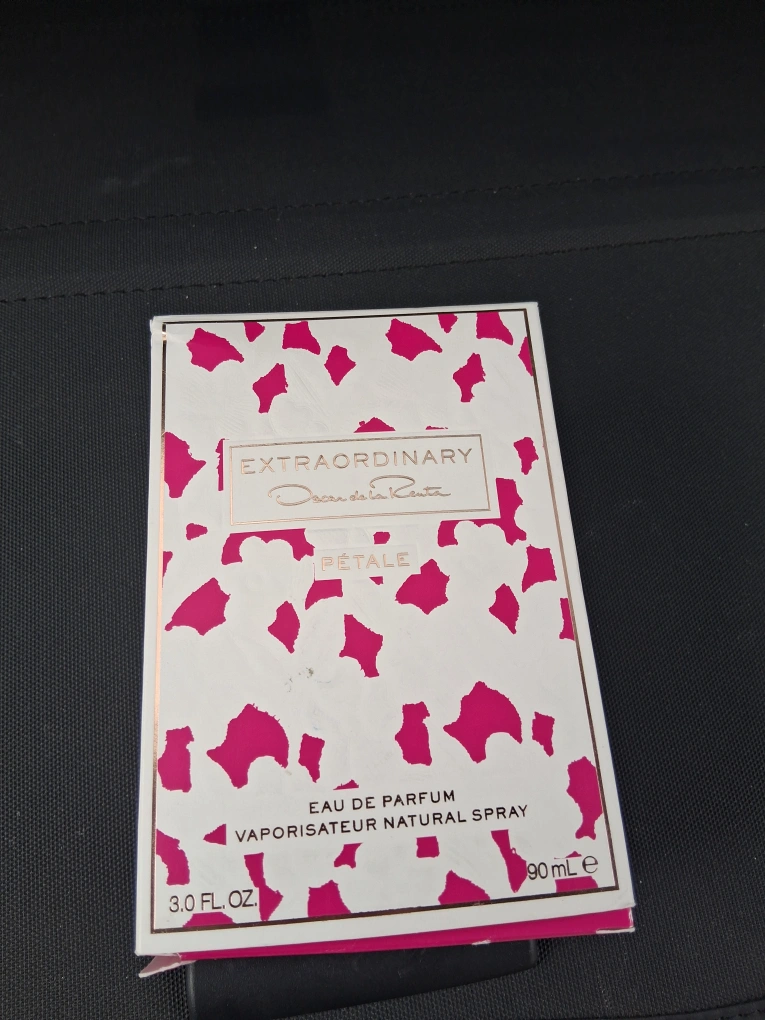 EXTRAORDINARY
Oscar de la Renta
PÉTALE
EAU DE PARFUM
VAPORISATEUR NATURAL SPRAY
90 mL ℮
3.0 FL. OZ.